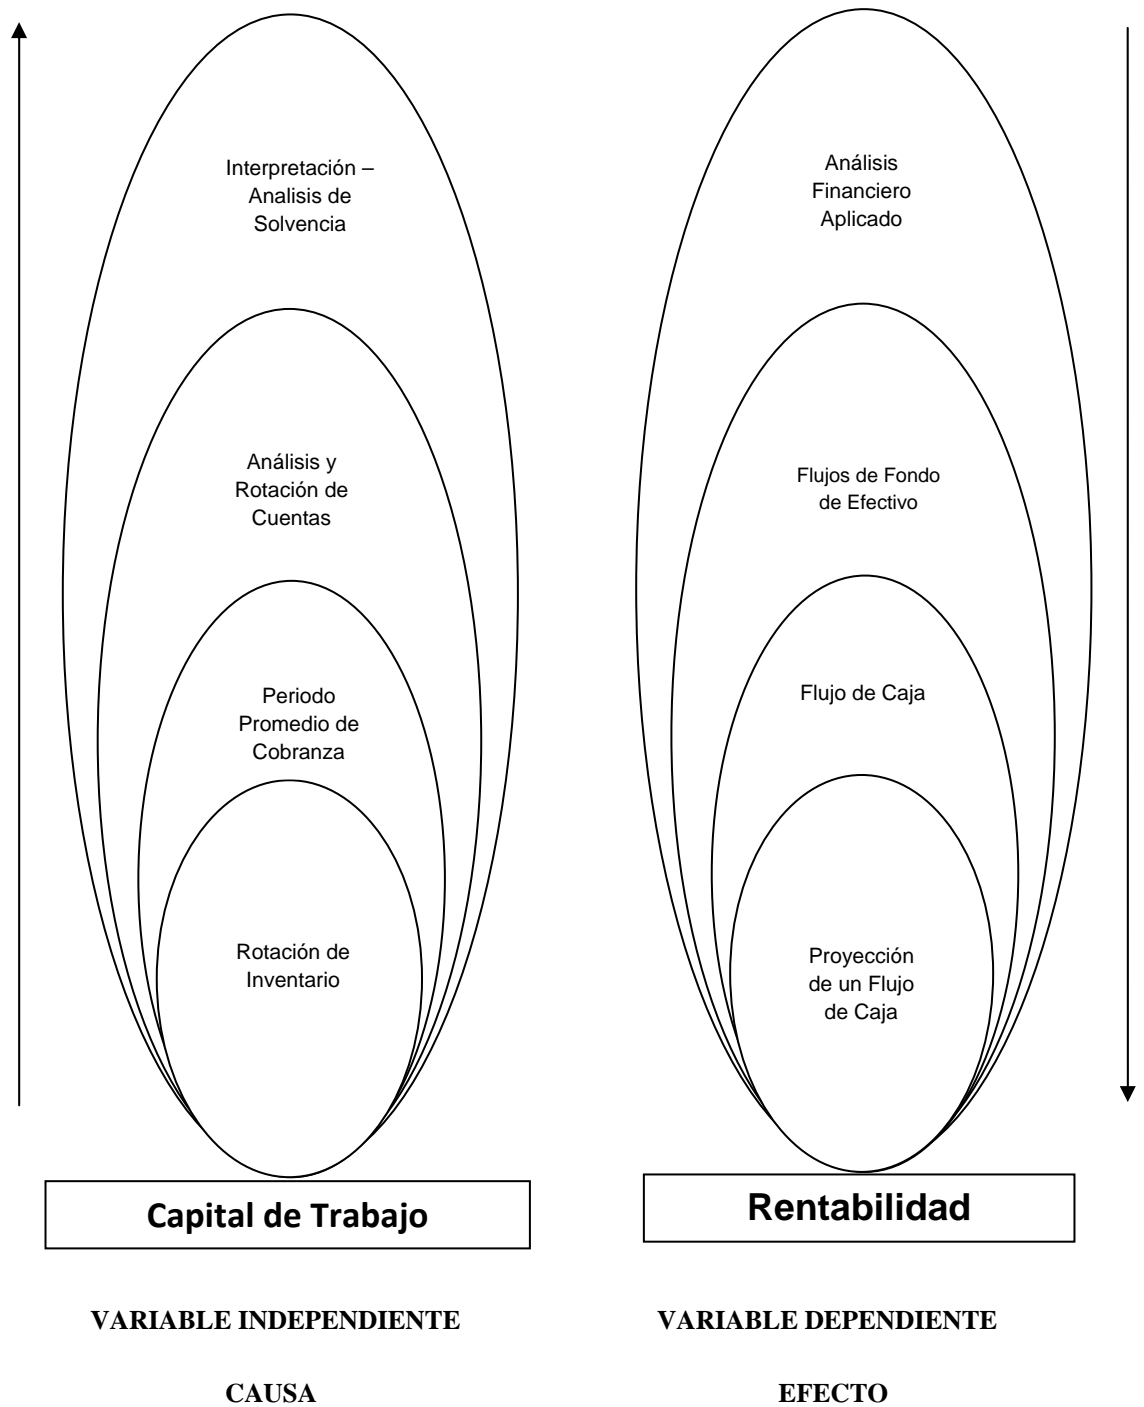 Interpretación –
Analisis de
Solvencia
Análisis y
Rotación de
Cuentas
Periodo
Promedio de
Cobranza
Rotación de
Inventario
Capital de Trabajo
VARIABLE INDEPENDIENTE
CAUSA
Análisis
Financiero
Aplicado
Flujos de Fondo
de Efectivo
Flujo de Caja
Proyección
de un Flujo
de Caja
Rentabilidad
VARIABLE DEPENDIENTE
EFECTO